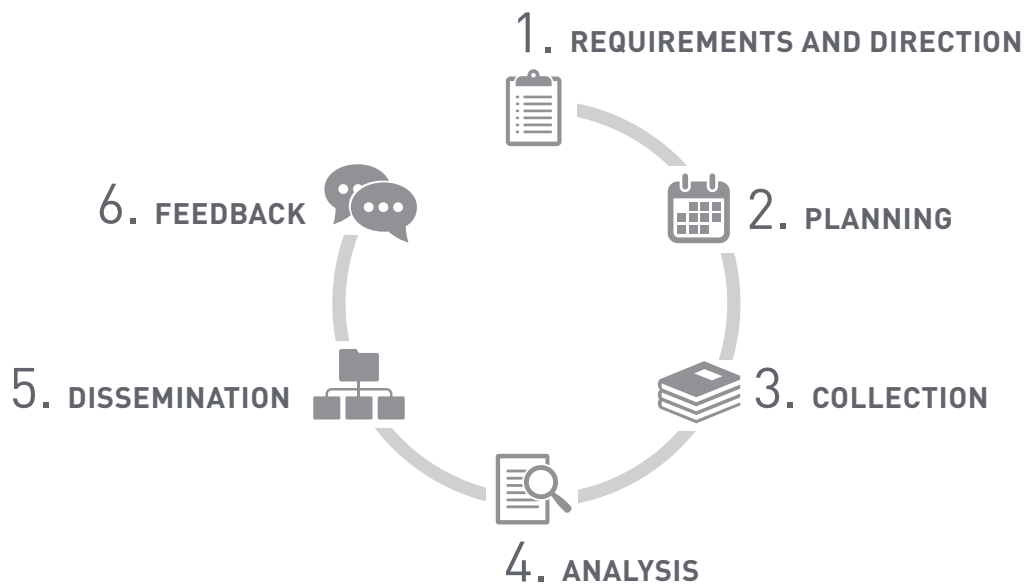 1. REQUIREMENTS AND DIRECTION
2. PLANNING
3. COLLECTION
4. ANALYSIS
5. DISSEMINATION
6. FEEDBACK